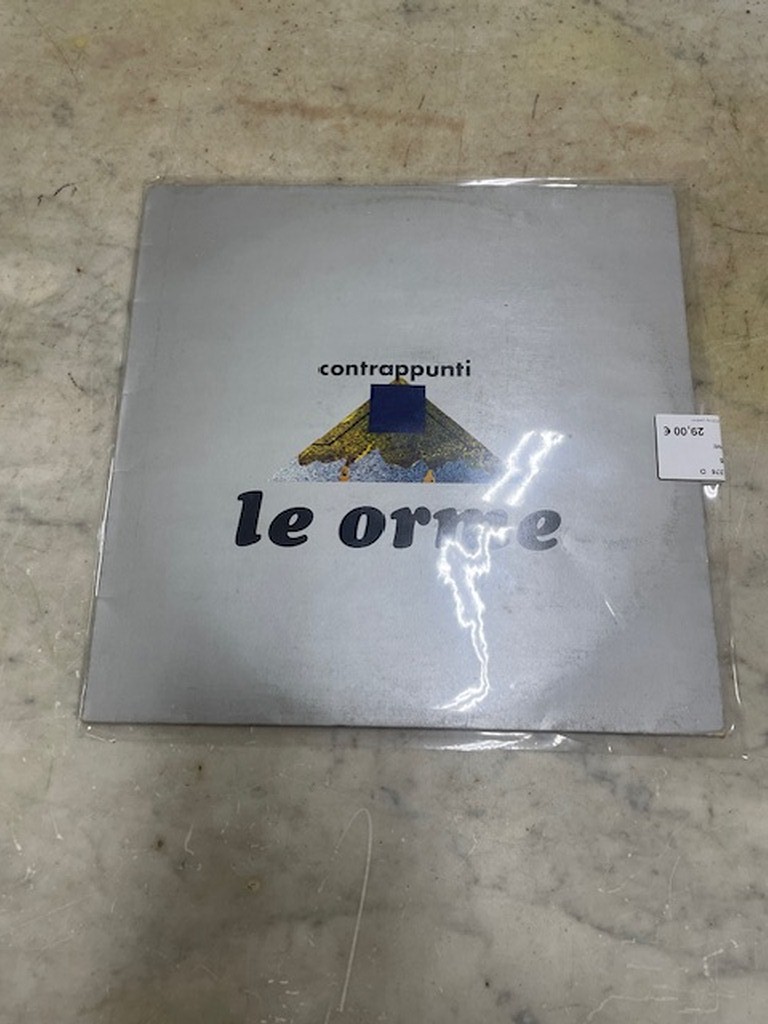 contrappunti
le orme
29,00 €